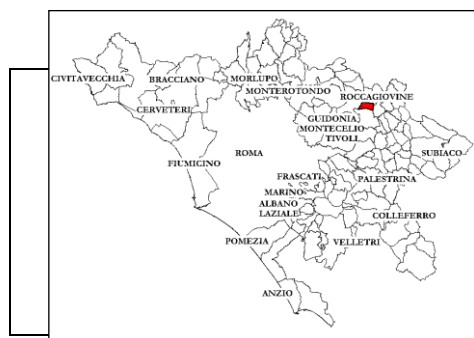 CIVITAVECCHIA
BRACCIANO
MORLUPO
MONTEROTONDO
ROCCAGIOVINE
CERVETERI
GUIDONIA
MONTECELIO
TIVOLI
FIUMICINO
ROMA
SUBIACO
FRASCATI
PALESTRINA
MARINO
ALBANO
LAZIALE
COLLEFERRO
POMEZIA
VELLETRI
ANZIO